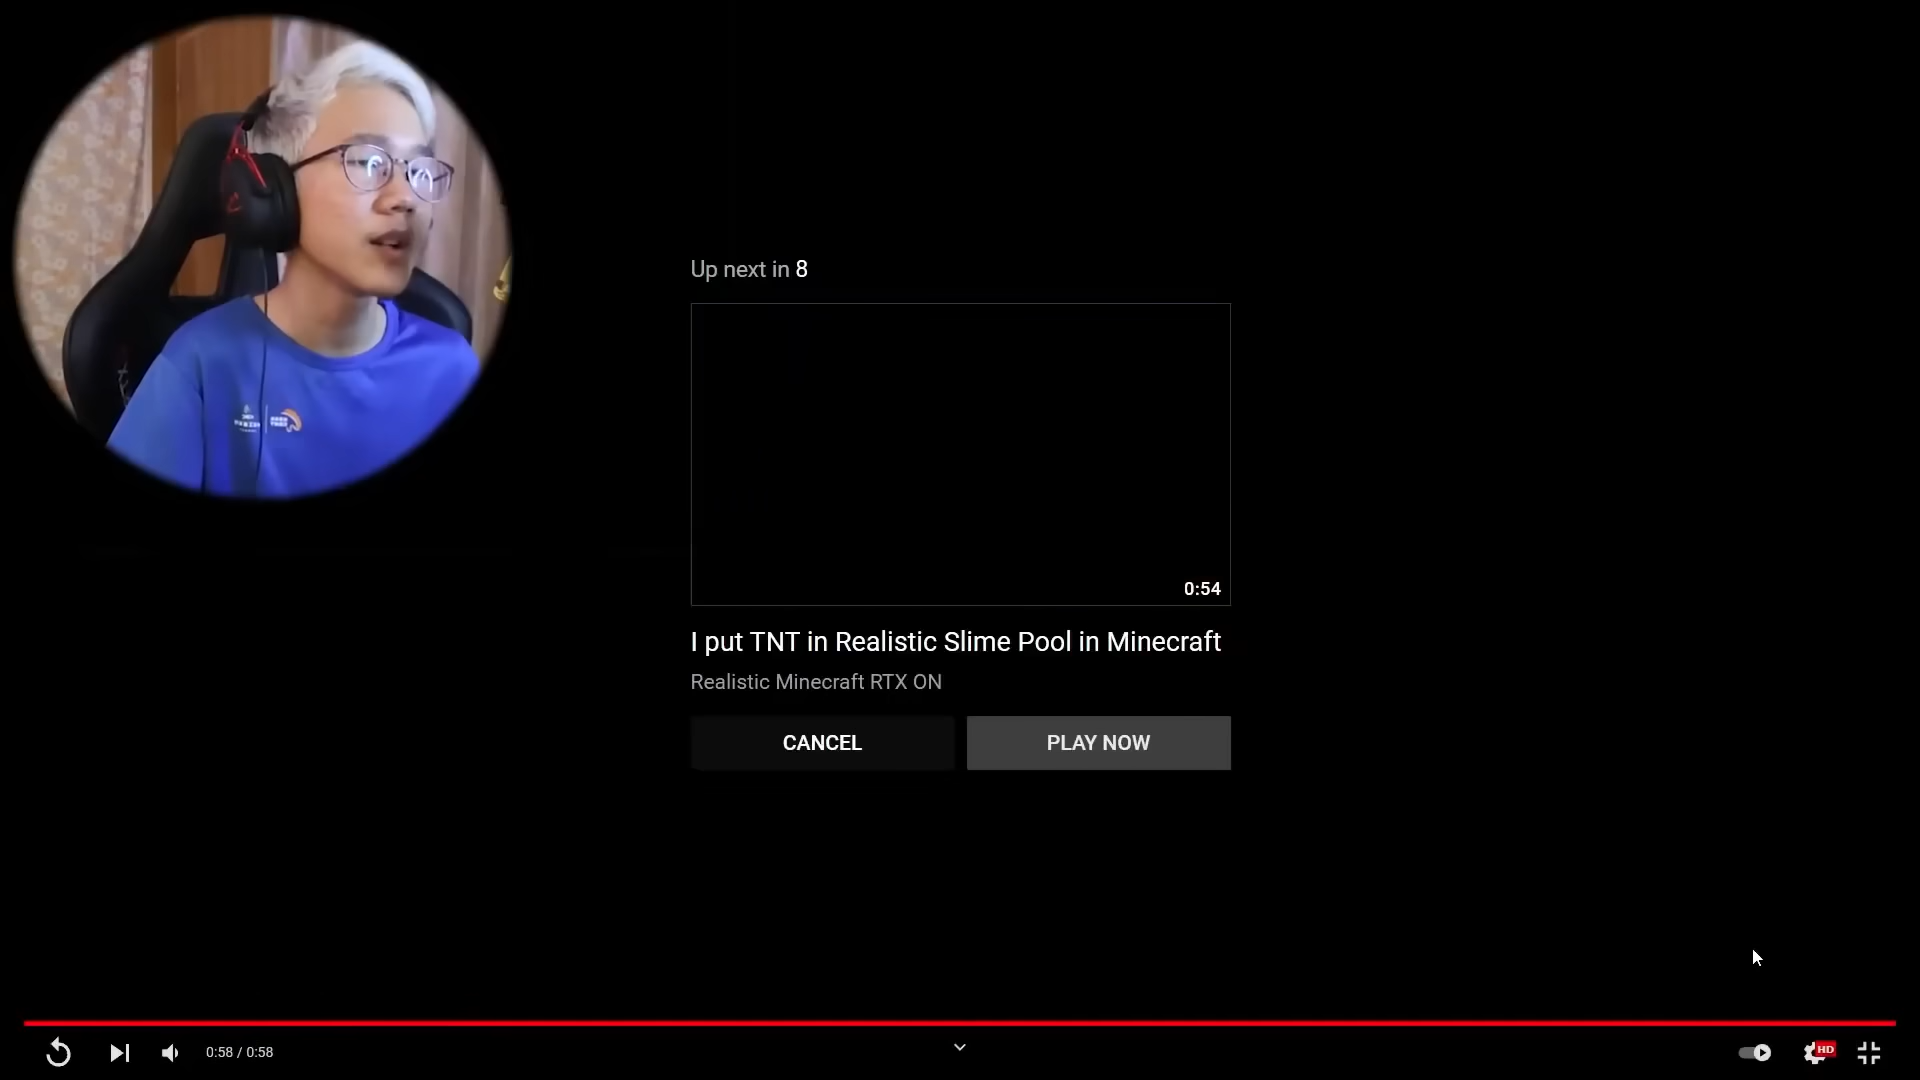 Up next in 8
0:54
I put TNT in Realistic Slime Pool in Minecraft
Realistic Minecraft RTX ON
CANCEL
PLAY NOW
0:58 / 0:58
HD